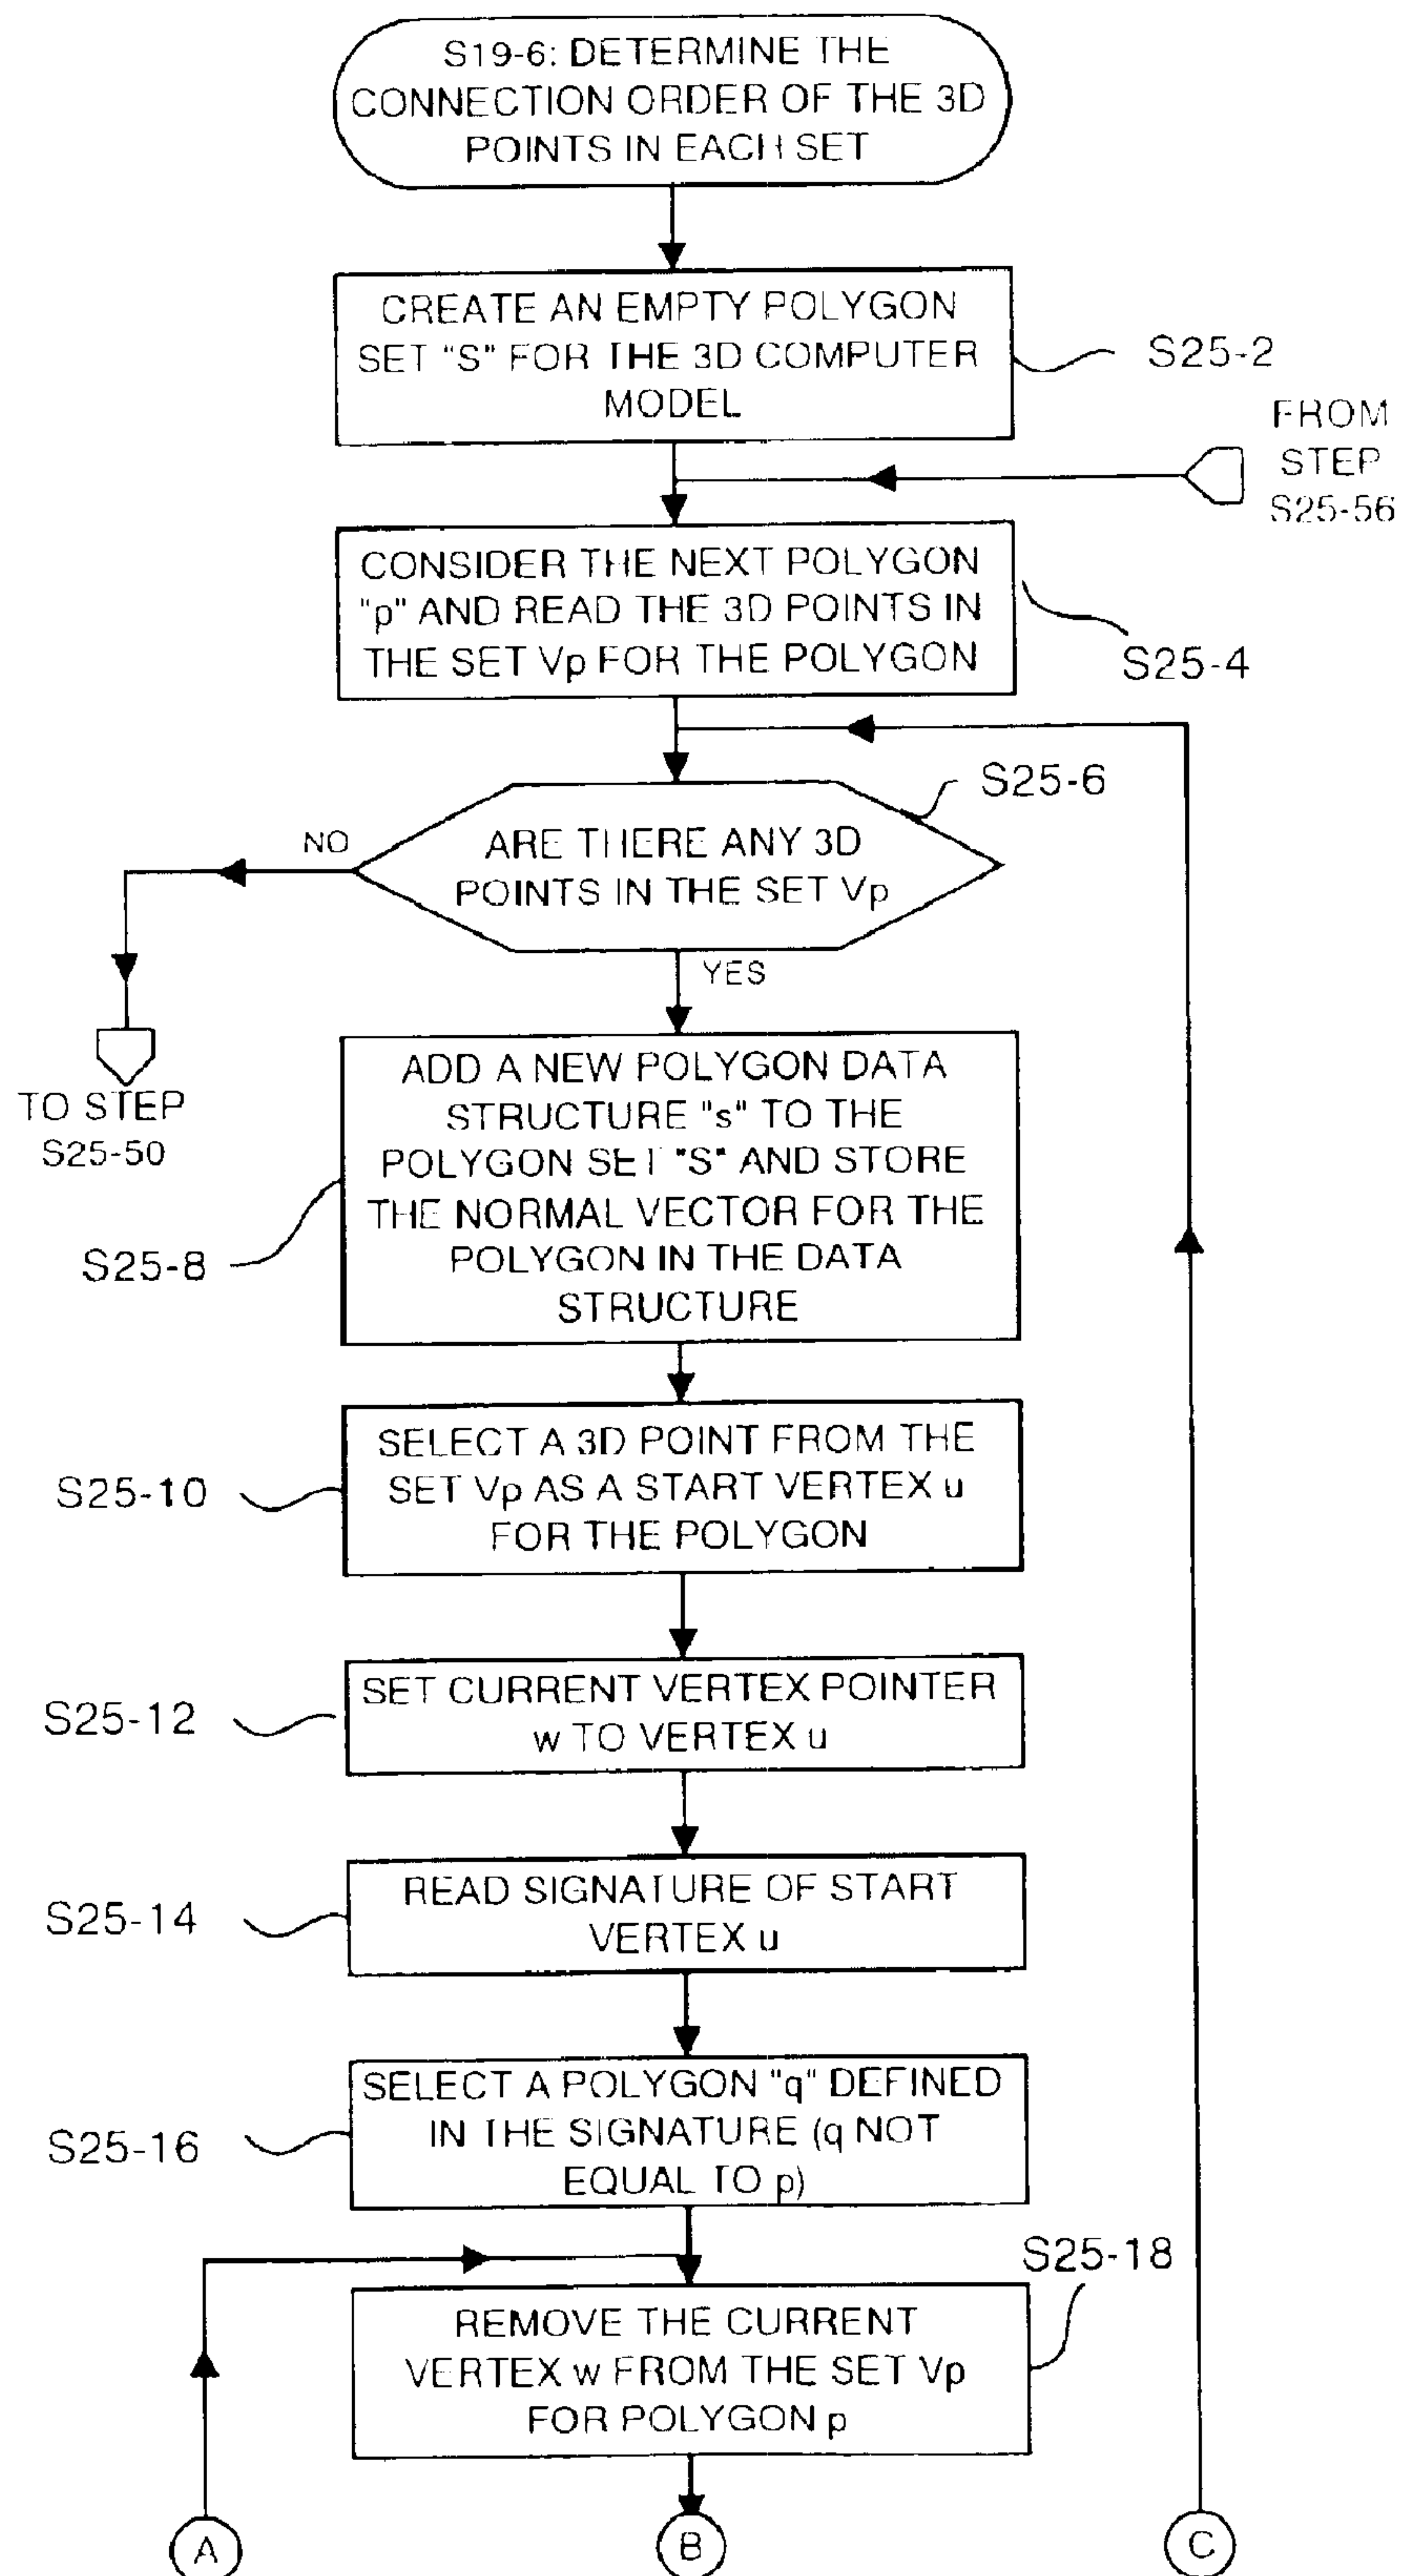 S19-6: DETERMINE THE
CONNECTION ORDER OF THE 3D
POINTS IN EACH SET
CREATE AN EMPTY POLYGON
SET "S" FOR THE 3D COMPUTER
MODEL
S25-2
FROM
STEP
S25-56
CONSIDER THE NEXT POLYGON
"p" AND READ THE 3D POINTS IN
THE SET Vp FOR THE POLYGON
S25-4
S25-6
NO
ARE THERE ANY 3D
POINTS IN THE SET Vp
YES
TO STEP
S25-50
ADD A NEW POLYGON DATA
STRUCTURE "s" TO THE
POLYGON SET "S" AND STORE
THE NORMAL VECTOR FOR THE
POLYGON IN THE DATA
STRUCTURE
S25-8
SELECT A 3D POINT FROM THE
SET Vp AS A START VERTEX u
FOR THE POLYGON
S25-10
SET CURRENT VERTEX POINTER
w TO VERTEX u
S25-12
READ SIGNATURE OF START
VERTEX u
S25-14
SELECT A POLYGON "q" DEFINED
IN THE SIGNATURE (q NOT
EQUAL TO p)
S25-16
S25-18
REMOVE THE CURRENT
VERTEX w FROM THE SET Vp
FOR POLYGON p
A
B
C